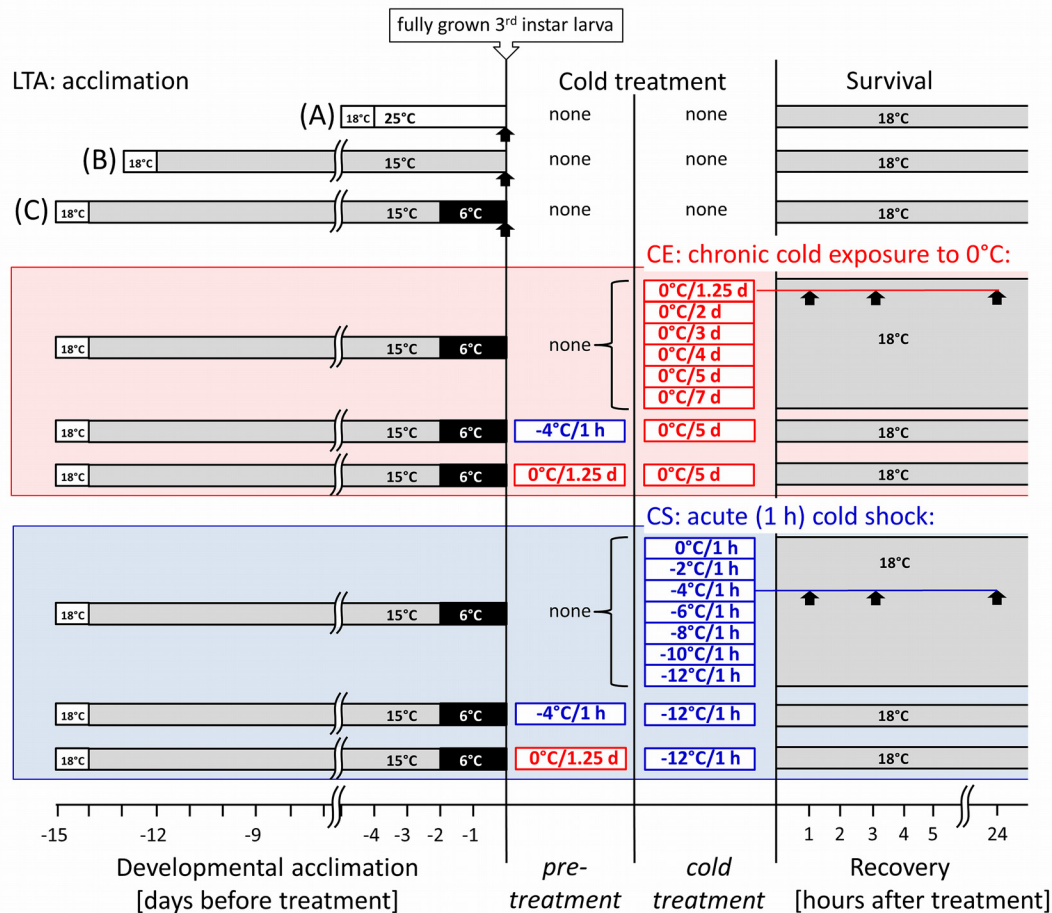 fully grown 3rd instar larva
LTA: acclimation
Cold treatment
Survival
(A)
18°C
25°C
none
none
18°C
(B)
18°C
15°C
none
none
18°C
(C)
18°C
15°C
6°C
none
none
18°C
CE: chronic cold exposure to 0°C:
18°C
15°C
6°C
none
0°C/1.25 d
0°C/2 d
0°C/3 d
0°C/4 d
0°C/5 d
0°C/7 d
18°C
18°C
15°C
6°C
-4°C/1 h
0°C/5 d
18°C
18°C
15°C
6°C
0°C/1.25 d
0°C/5 d
18°C
CS: acute (1 h) cold shock:
18°C
15°C
6°C
none
0°C/1 h
-2°C/1 h
-4°C/1 h
-6°C/1 h
-8°C/1 h
-10°C/1 h
-12°C/1 h
18°C
18°C
15°C
6°C
-4°C/1 h
-12°C/1 h
18°C
18°C
15°C
6°C
0°C/1.25 d
-12°C/1 h
18°C
-15 -12 -9 -4 -3 -2 -1 1 2 3 4 5 24
Developmental acclimation
[days before treatment]
pre-
treatment
cold
treatment
Recovery
[hours after treatment]